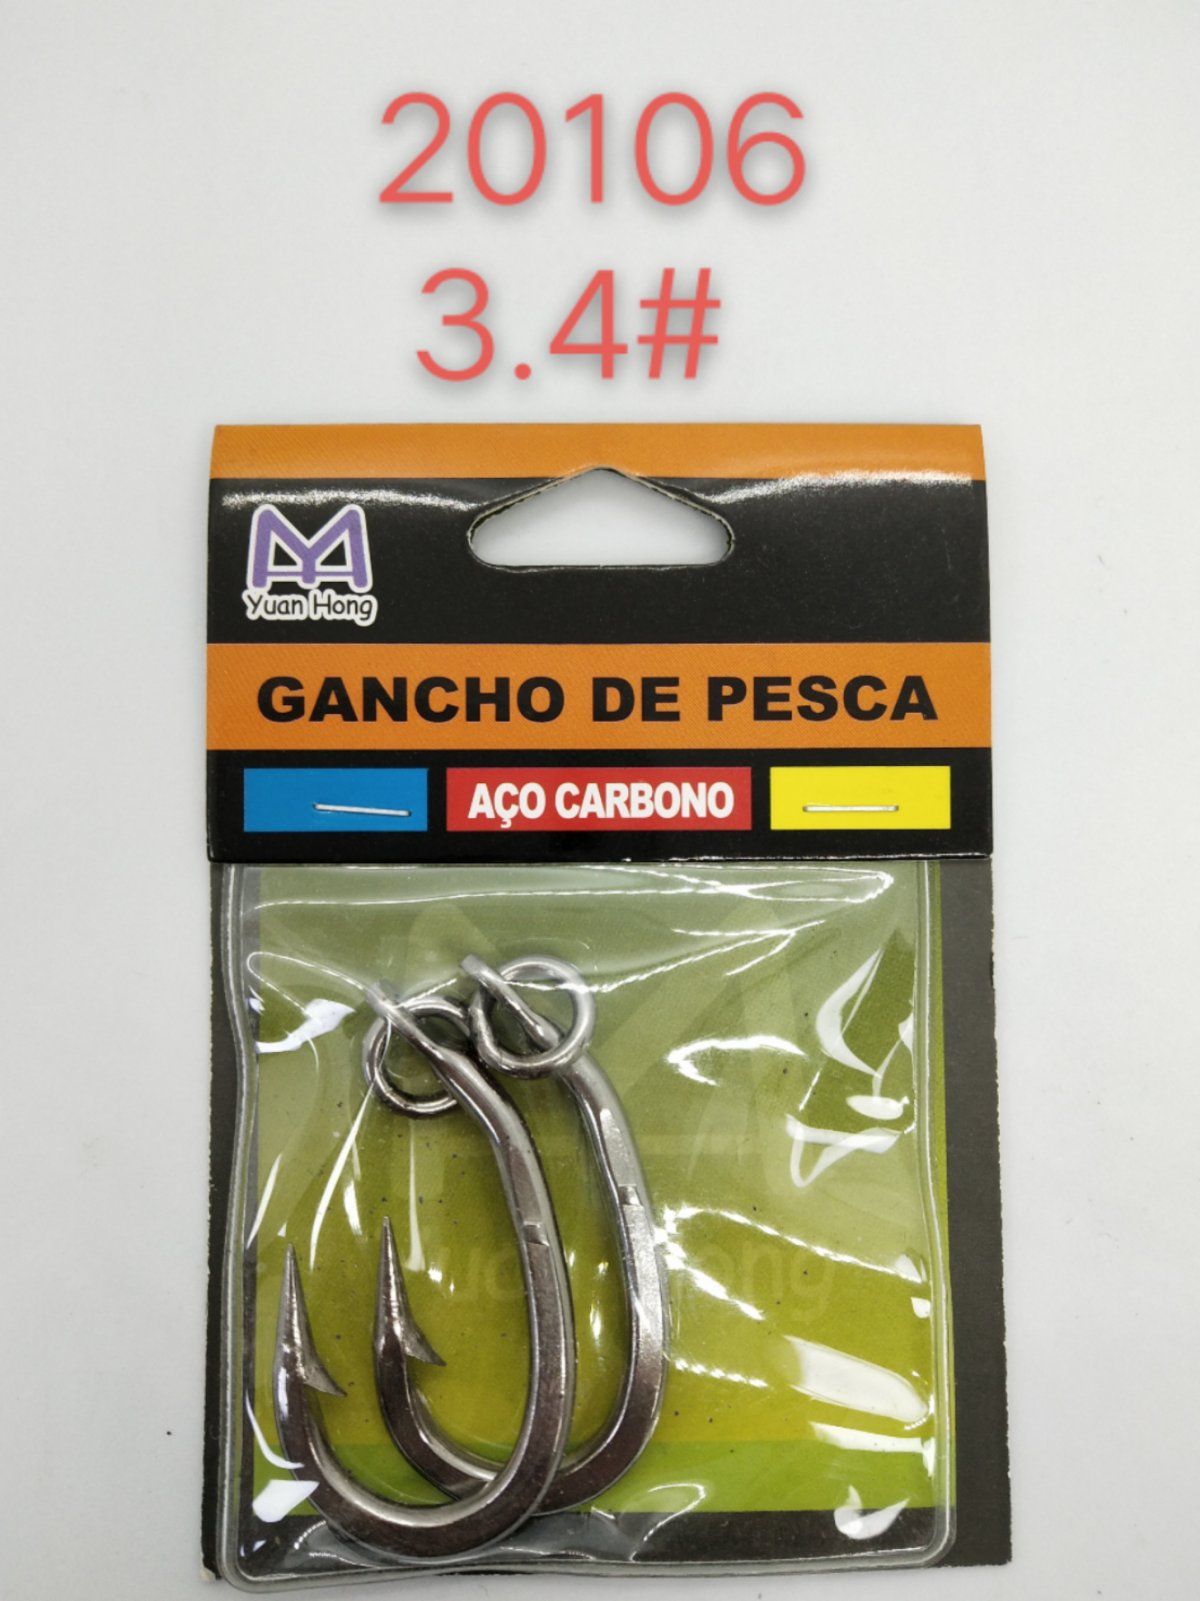 20106
3.4#
Yuan Hong
GANCHO DE PESCA
AÇO CARBONO